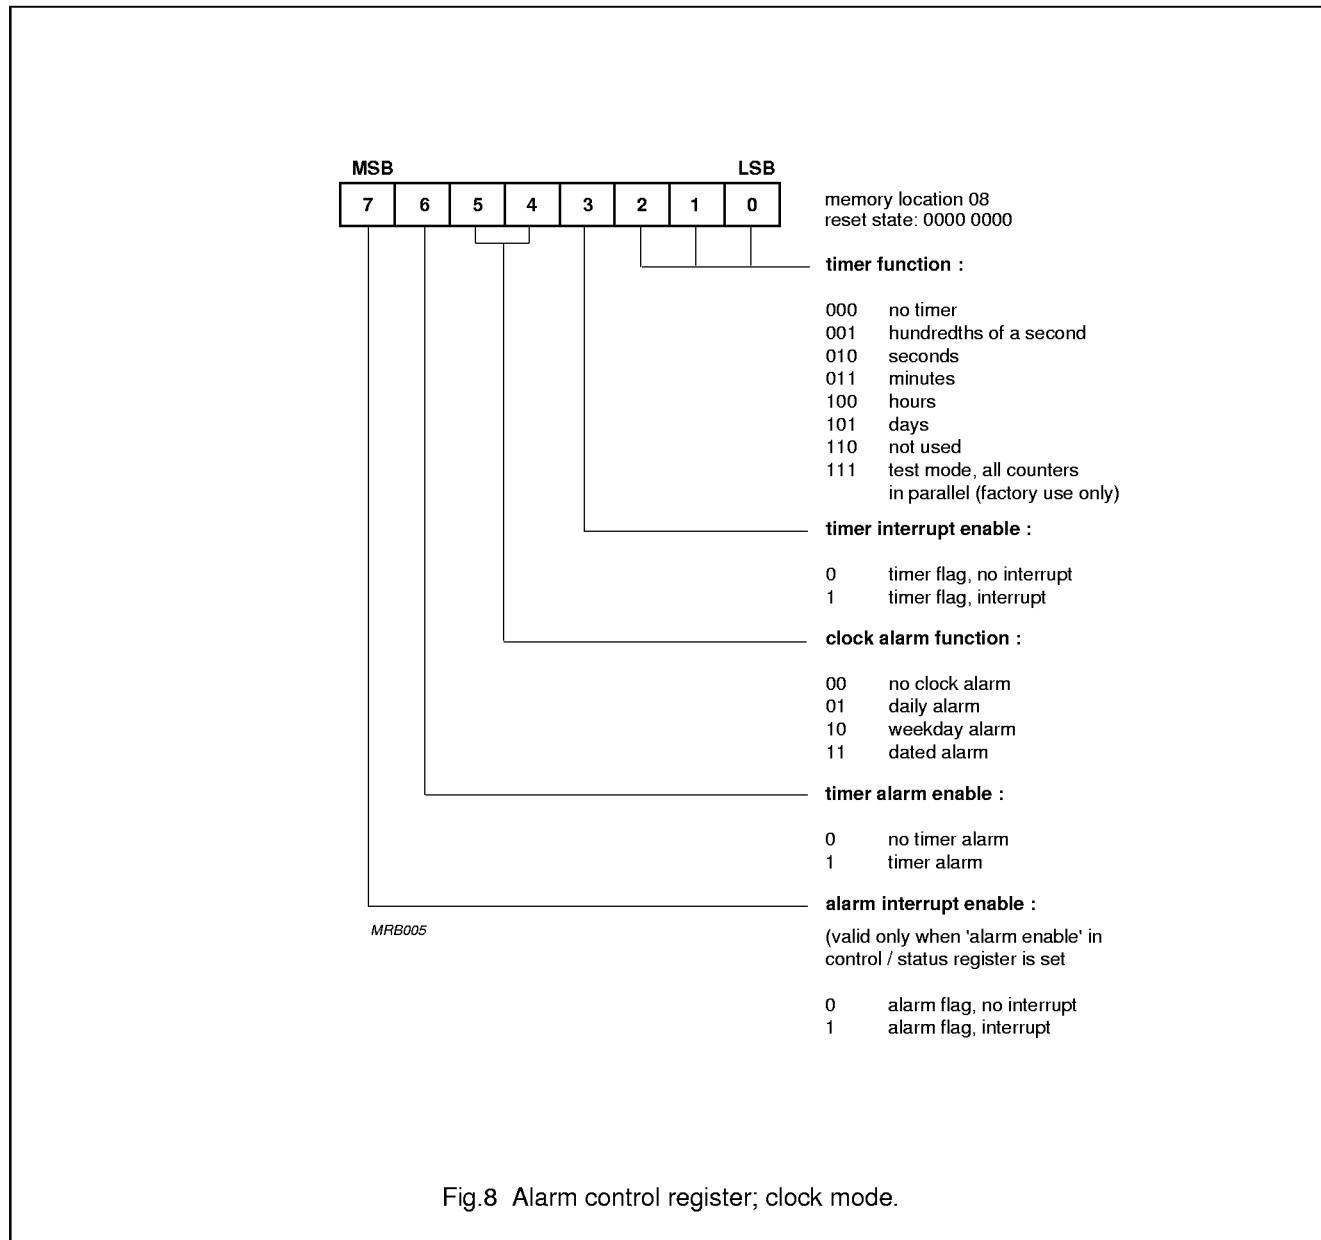 MSB LSB
7 6 5 4 3 2 1 0
memory location 08
reset state: 0000 0000
timer function :
000 no timer
001 hundredths of a second
010 seconds
011 minutes
100 hours
101 days
110 not used
111 test mode, all counters
in parallel (factory use only)
timer interrupt enable :
0 timer flag, no interrupt
1 timer flag, interrupt
clock alarm function :
00 no clock alarm
01 daily alarm
10 weekday alarm
11 dated alarm
timer alarm enable :
0 no timer alarm
1 timer alarm
alarm interrupt enable :
(valid only when 'alarm enable' in
control / status register is set
0 alarm flag, no interrupt
1 alarm flag, interrupt
MRB005
Fig.8 Alarm control register; clock mode.